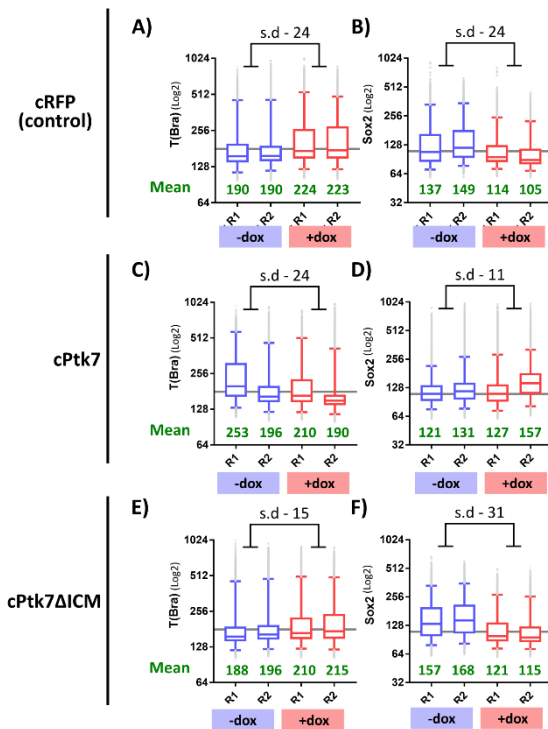 cRFP
(control)
A)
s.d - 24
T(Bra) (Log2)
1024
512
256
128
64
Mean
190 190 224 223
R1 R2 R1 R2
-dox +dox
B)
s.d - 24
Sox2 (Log2)
1024
512
256
128
64
32
137 149 114 105
R1 R2 R1 R2
-dox +dox
cPtk7
C)
s.d - 24
T(Bra) (Log2)
1024
512
256
128
64
Mean
253 196 210 190
R1 R2 R1 R2
-dox +dox
D)
s.d - 11
Sox2 (Log2)
1024
512
256
128
64
32
121 131 127 157
R1 R2 R1 R2
-dox +dox
cPtk7ΔICM
E)
s.d - 15
T(Bra) (Log2)
1024
512
256
128
64
Mean
188 196 210 215
R1 R2 R1 R2
-dox +dox
F)
s.d - 31
Sox2 (Log2)
1024
512
256
128
64
32
157 168 121 115
R1 R2 R1 R2
-dox +dox